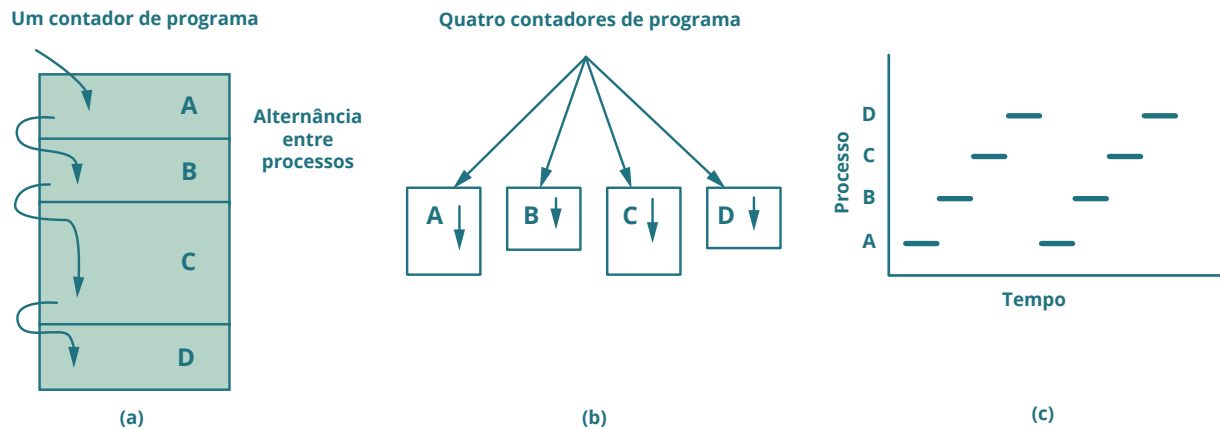 Um contador de programa
A
B
C
D
Alternância
entre
processos
(a)
Quatro contadores de programa
A
B
C
D
(b)
Processo
D
C
B
A
Tempo
(c)